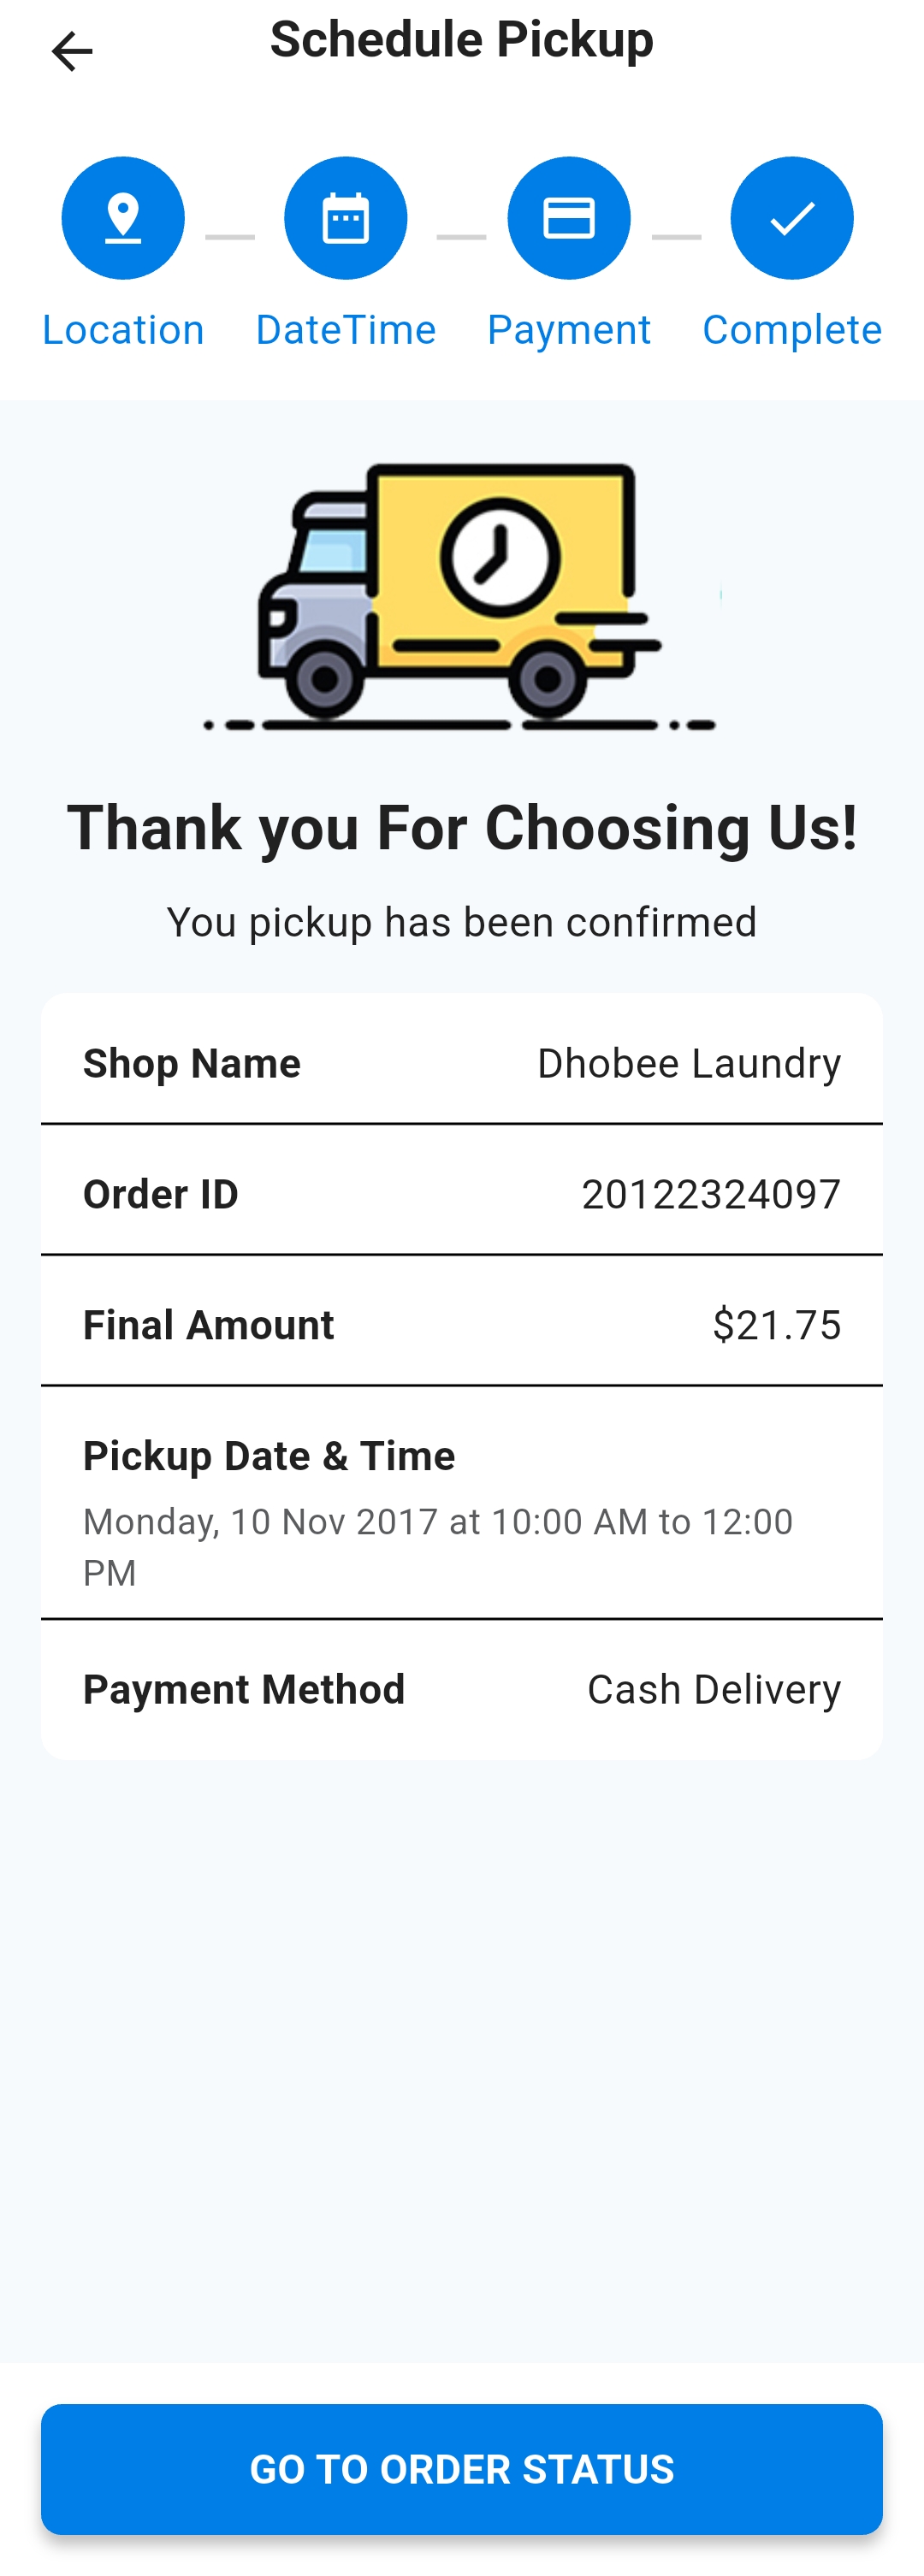 Schedule Pickup
Location DateTime Payment Complete
Thank you For Choosing Us!
You pickup has been confirmed
Shop Name Dhobee Laundry
Order ID 20122324097
Final Amount $21.75
Pickup Date & Time
Monday, 10 Nov 2017 at 10:00 AM to 12:00
PM
Payment Method Cash Delivery
GO TO ORDER STATUS